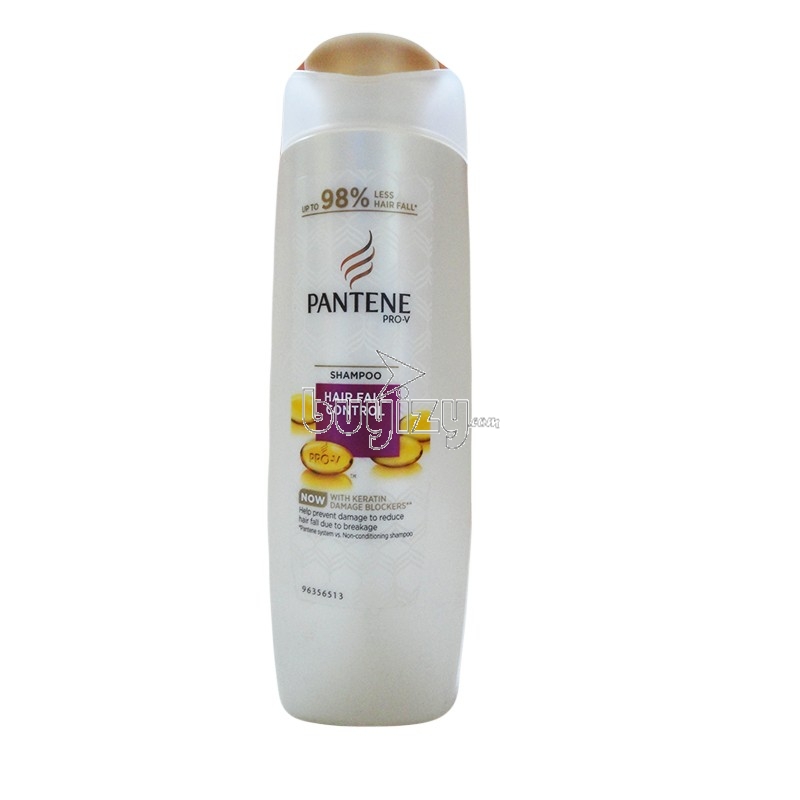 UP TO 98% LESS
HAIR FALL*
PANTENE
PRO-V
SHAMPOO
HAIR FALL
CONTROL
buyizy.com
PRO-V
™
NOW WITH KERATIN
DAMAGE BLOCKERS**
Help prevent damage to reduce
hair fall due to breakage
*Pantene system vs. Non-conditioning shampoo
96356513